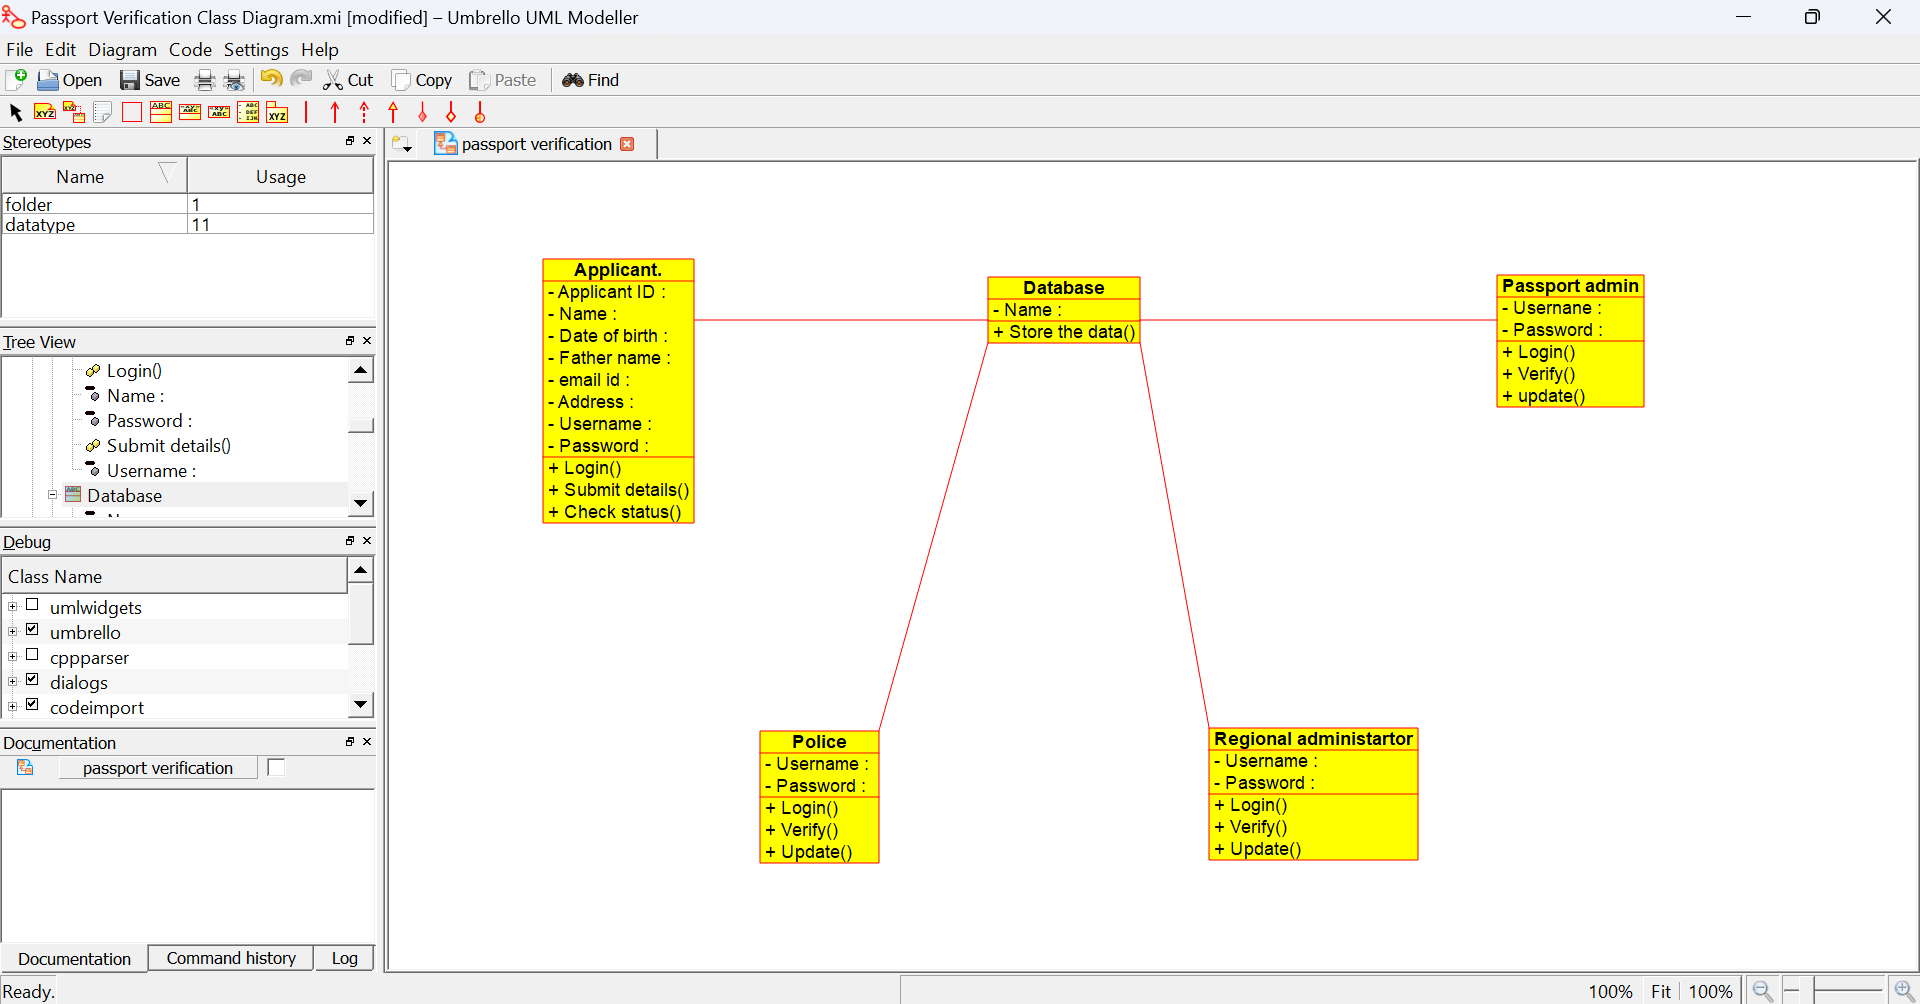 Passport Verification Class Diagram.xmi [modified] – Umbrello UML Modeller
File Edit Diagram Code Settings Help
Open Save Cut Copy Paste Find
XYZ ABC XYZ
Stereotypes
passport verification
Name Usage
folder 1
datatype 11
Tree View
Login()
Name :
Password :
Submit details()
Username :
Database
Debug
Class Name
umlwidgets
umbrello
cppparser
dialogs
codeimport
Documentation
passport verification
Documentation Command history Log
Applicant.
- Applicant ID :
- Name :
- Date of birth :
- Father name :
- email id :
- Address :
- Username :
- Password :
+ Login()
+ Submit details()
+ Check status()
Database
- Name :
+ Store the data()
Passport admin
- Usernane :
- Password :
+ Login()
+ Verify()
+ update()
Police
- Username :
- Password :
+ Login()
+ Verify()
+ Update()
Regional administartor
- Username :
- Password :
+ Login()
+ Verify()
+ Update()
Ready.
100% Fit 100%